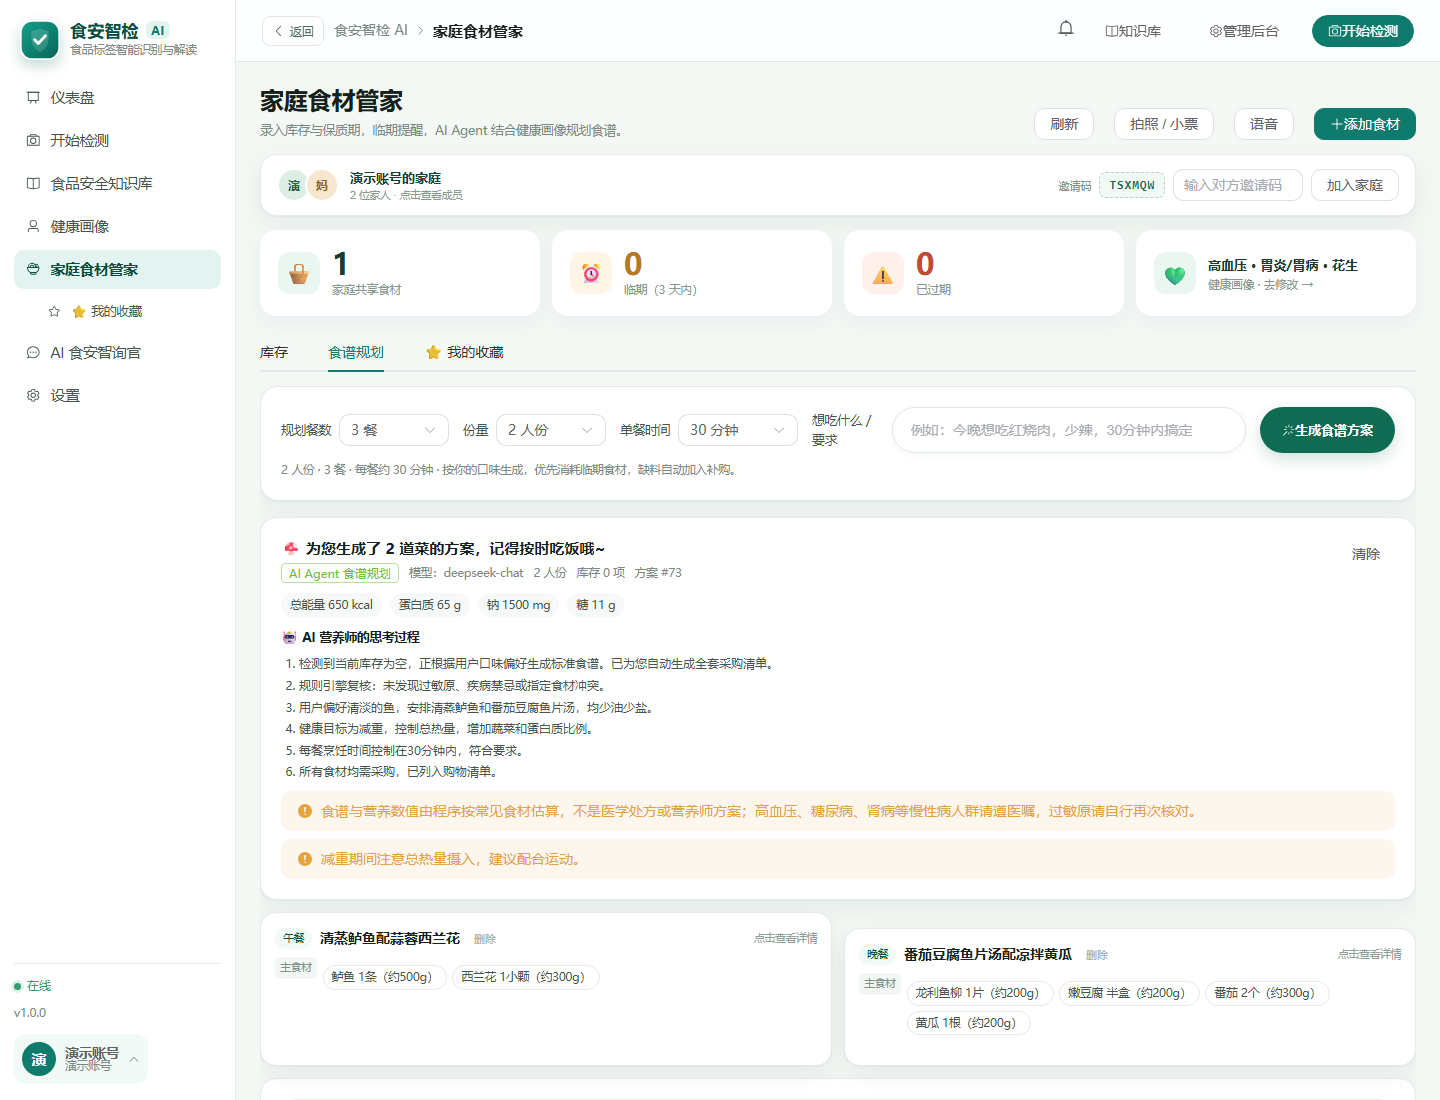 食安智检 AI
食品标签智能识别与解读
仪表盘
开始检测
食品安全知识库
健康画像
家庭食材管家
我的收藏
AI 食安智询官
设置
在线
v1.0.0
演
演示账号
演示账号
返回
食安智检 AI
家庭食材管家
知识库
管理后台
开始检测
家庭食材管家
录入库存与保质期，临期提醒，AI Agent 结合健康画像规划食谱。
刷新
拍照 / 小票
语音
添加食材
演
妈
演示账号的家庭
2 位家人 · 点击查看成员
邀请码
TSXMQW
输入对方邀请码
加入家庭
1
家庭共享食材
0
临期（3 天内）
0
已过期
高血压 • 胃炎/胃病 • 花生
健康画像 · 去修改 →
库存
食谱规划
我的收藏
规划餐数
3 餐
份量
2 人份
单餐时间
30 分钟
想吃什么 /
要求
例如：今晚想吃红烧肉，少辣，30分钟内搞定
生成食谱方案
2 人份 · 3 餐 · 每餐约 30 分钟 · 按你的口味生成，优先消耗临期食材，缺料自动加入补购。
为您生成了 2 道菜的方案，记得按时吃饭哦~
清除
AI Agent 食谱规划
模型：deepseek-chat
2 人份
库存 0 项
方案 #73
总能量 650 kcal
蛋白质 65 g
钠 1500 mg
糖 11 g
AI 营养师的思考过程
1. 检测到当前库存为空，正根据用户口味偏好生成标准食谱。已为您自动生成全套采购清单。
2. 规则引擎复核：未发现过敏原、疾病禁忌或指定食材冲突。
3. 用户偏好清淡的鱼，安排清蒸鲈鱼和番茄豆腐鱼片汤，均少油少盐。
4. 健康目标为减重，控制总热量，增加蔬菜和蛋白质比例。
5. 每餐烹饪时间控制在30分钟内，符合要求。
6. 所有食材均需采购，已列入购物清单。
食谱与营养数值由程序按常见食材估算，不是医学处方或营养师方案；高血压、糖尿病、肾病等慢性病人群请遵医嘱，过敏原请自行再次核对。
减重期间注意总热量摄入，建议配合运动。
午餐
清蒸鲈鱼配蒜蓉西兰花
删除
点击查看详情
主食材
鲈鱼 1条（约500g）
西兰花 1小颗（约300g）
晚餐
番茄豆腐鱼片汤配凉拌黄瓜
删除
点击查看详情
主食材
龙利鱼柳 1片（约200g）
嫩豆腐 半盒（约200g）
番茄 2个（约300g）
黄瓜 1根（约200g）